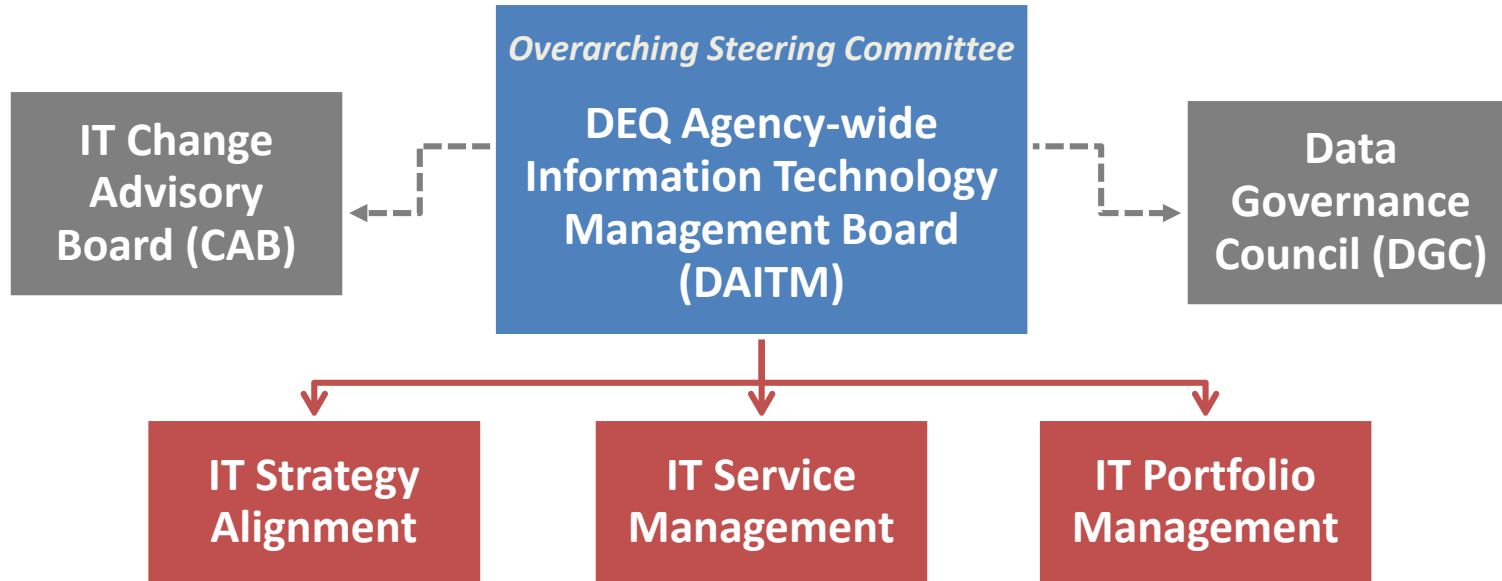 Overarching Steering Committee
DEQ Agency-wide
Information Technology
Management Board
(DAITM)
IT Change
Advisory
Board (CAB)
Data
Governance
Council (DGC)
IT Strategy
Alignment
IT Service
Management
IT Portfolio
Management